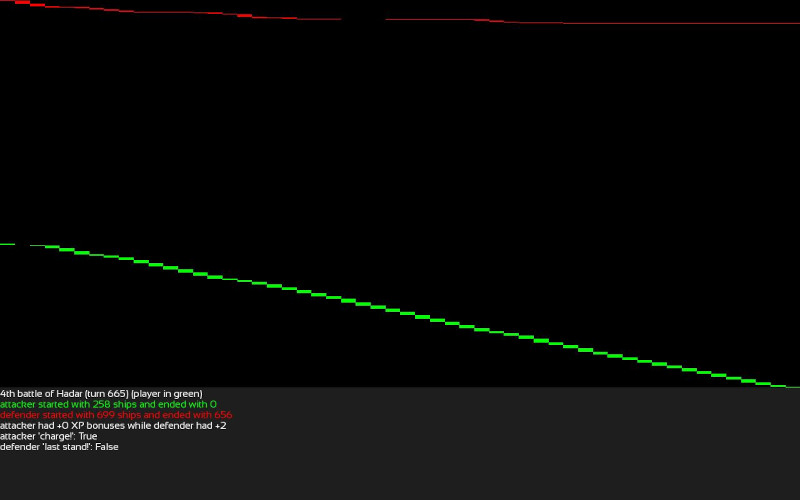 4th battle of Hadar (turn 665) (player in green)
attacker started with 258 ships and ended with 0
defender started with 699 ships and ended with 656
attacker had +0 XP bonuses while defender had +2
attacker 'charge!': True
defender 'last stand!': False